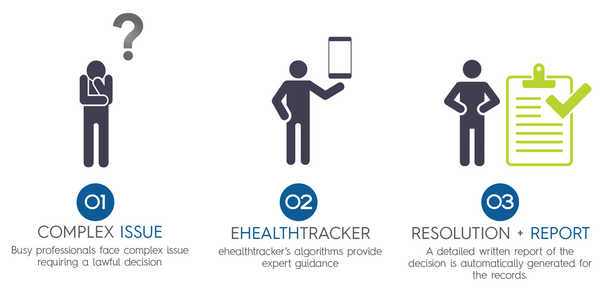 ?
01
COMPLEX ISSUE
Busy professionals face complex issue
requiring a lawful decision
02
EHEALTHTRACKER
ehealthtracker's algorithms provide
expert guidance
03
RESOLUTION + REPORT
A detailed written report of the
decision is automatically generated for
the records.